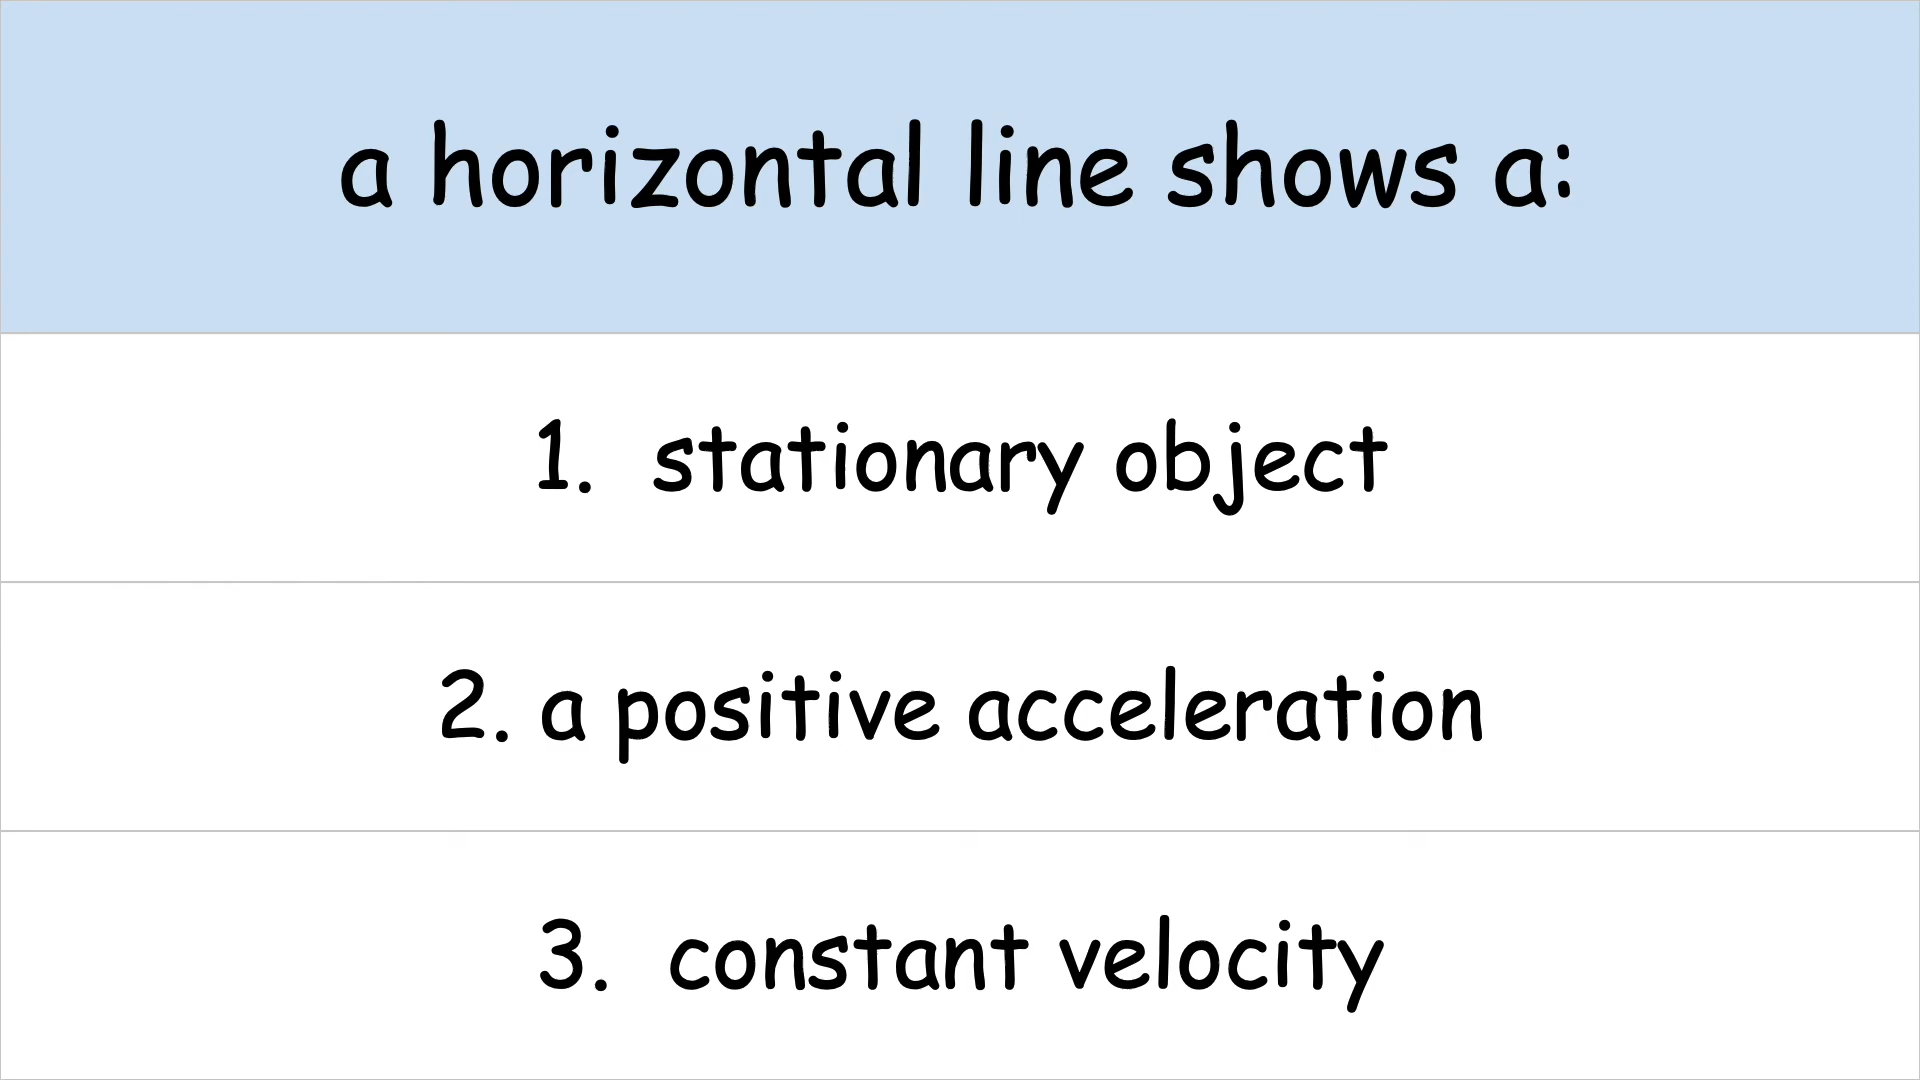 a horizontal line shows a:
1. stationary object
2. a positive acceleration
3. constant velocity